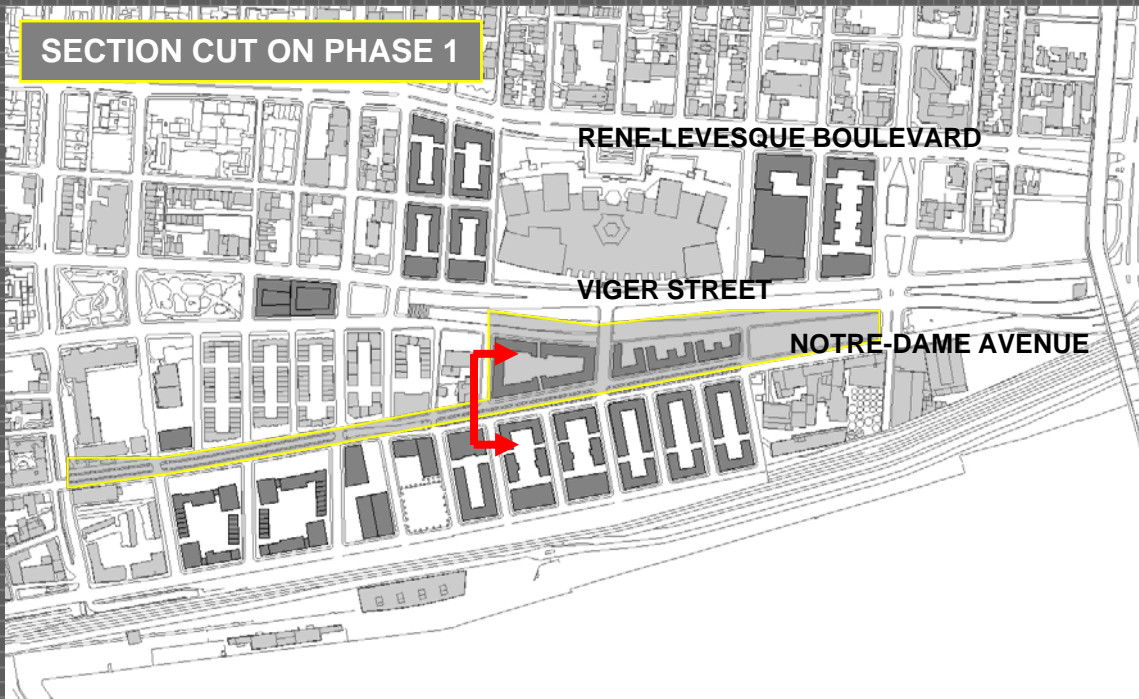 SECTION CUT ON PHASE 1
RENE-LEVESQUE BOULEVARD
VIGER STREET
NOTRE-DAME AVENUE